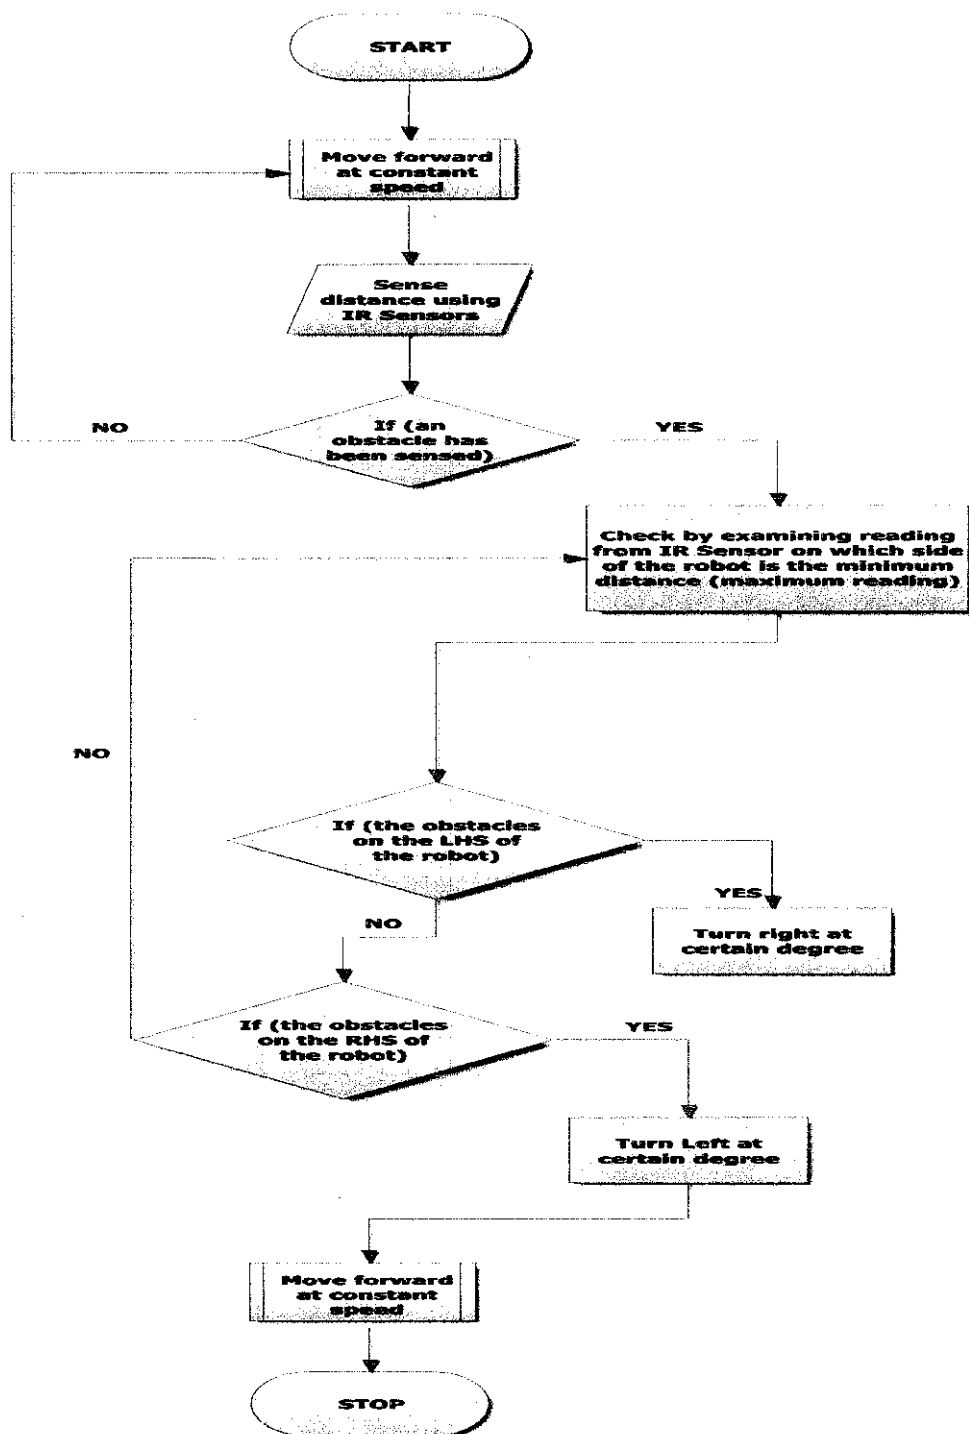 START
Move forward
at constant
speed
Sense
distance using
IR Sensors
NO
If (an
obstacle has
been sensed)
YES
Check by examining reading
from IR Sensor on which side
of the robot is the minimum
distance (maximum reading)
NO
If (the obstacles
on the LHS of
the robot)
YES
NO
Turn right at
certain degree
If (the obstacles
on the RHS of
the robot)
YES
Turn Left at
certain degree
Move forward
at constant
speed
STOP